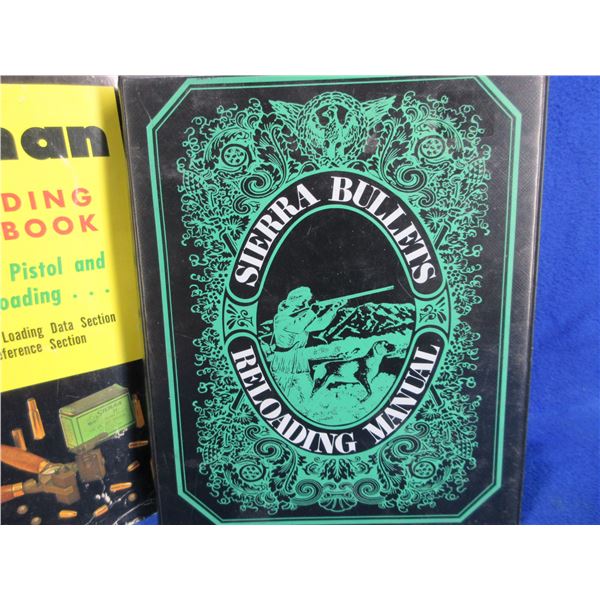 man
DING
BOOK
Pistol and
oading . . .
Loading Data Section
eference Section
SIERRA BULLETS
RELOADING MANUAL